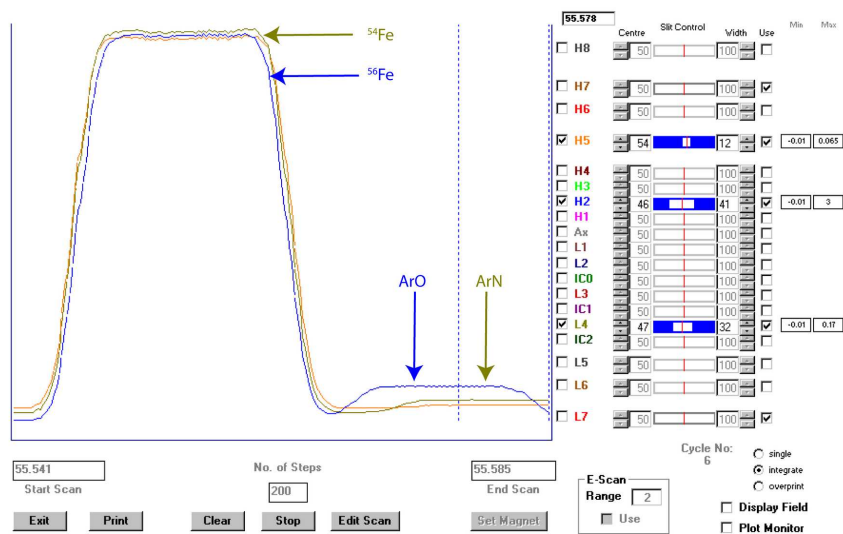 55.578
Centre Slit Control Width Use Min Max
⁵⁴Fe
⁵⁶Fe
ArO
ArN
H8 50 100
H7 50 100
H6 50 100
H5 54 12 -0.01 0.065
H4 50 100
H3 50 100
H2 46 41 -0.01 3
H1 50 100
Ax 50 100
L1 50 100
L2 50 100
IC0 50 100
L3 50 100
IC1 50 100
L4 47 32 -0.01 0.17
IC2 50 100
L5 50 100
L6 50 100
L7 50 100
55.541 No. of Steps 55.585
Start Scan 200 End Scan
Exit Print Clear Stop Edit Scan Set Magnet
E-Scan
Range 2
Use
Cycle No:
6
single
integrate
overprint
Display Field
Plot Monitor